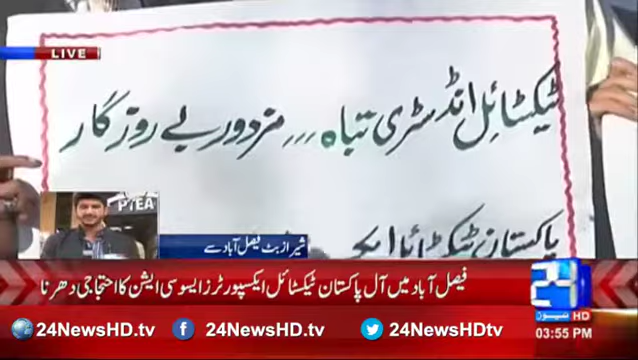 LIVE
ٹیکسٹائل انڈسٹری تباہ ,,, مزدور بے روزگار
PTEA
شیراز بٹ فیصل آباد سے
فیصل آباد میں آل پاکستان ٹیکسٹائل ایکسپورٹرز ایسوسی ایشن کا احتجاجی دھرنا
24
نیوز HD
24NewsHD.tv
24NewsHD.tv
24NewsHDtv
03:55 PM